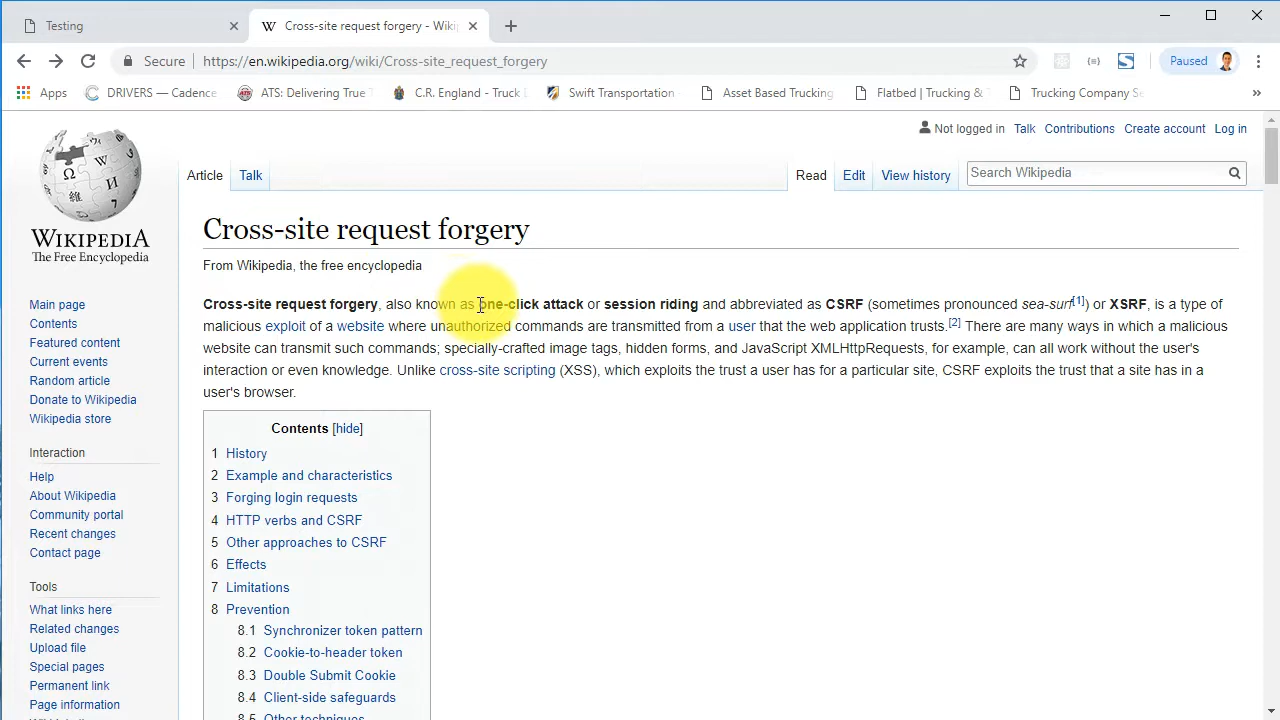 Testing
Cross-site request forgery - Wiki
Secure
https://en.wikipedia.org/wiki/Cross-site_request_forgery
Paused
Apps
DRIVERS — Cadence
ATS: Delivering True
C.R. England - Truck
Swift Transportation
Asset Based Trucking
Flatbed | Trucking &
Trucking Company
Not logged in Talk Contributions Create account Log in
WIKIPEDIA
The Free Encyclopedia
Article Talk
Read Edit View history
Search Wikipedia
Cross-site request forgery
From Wikipedia, the free encyclopedia
Cross-site request forgery, also known as one-click attack or session riding and abbreviated as CSRF (sometimes pronounced sea-surf[1]) or XSRF, is a type of
malicious exploit of a website where unauthorized commands are transmitted from a user that the web application trusts.[2] There are many ways in which a malicious
website can transmit such commands; specially-crafted image tags, hidden forms, and JavaScript XMLHttpRequests, for example, can all work without the user's
interaction or even knowledge. Unlike cross-site scripting (XSS), which exploits the trust a user has for a particular site, CSRF exploits the trust that a site has in a
user's browser.
Main page
Contents
Featured content
Current events
Random article
Donate to Wikipedia
Wikipedia store
Interaction
Help
About Wikipedia
Community portal
Recent changes
Contact page
Tools
What links here
Related changes
Upload file
Special pages
Permanent link
Page information
Contents [hide]
1 History
2 Example and characteristics
3 Forging login requests
4 HTTP verbs and CSRF
5 Other approaches to CSRF
6 Effects
7 Limitations
8 Prevention
8.1 Synchronizer token pattern
8.2 Cookie-to-header token
8.3 Double Submit Cookie
8.4 Client-side safeguards
8.5 Other techniques